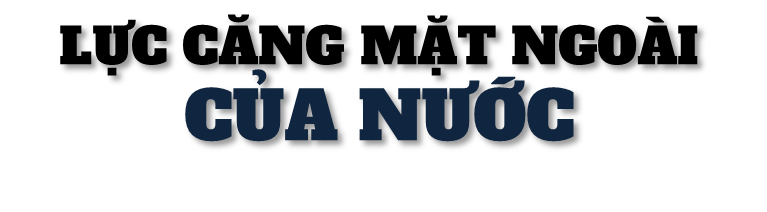 LỰC CĂNG MẶT NGOÀI
CỦA NƯỚC